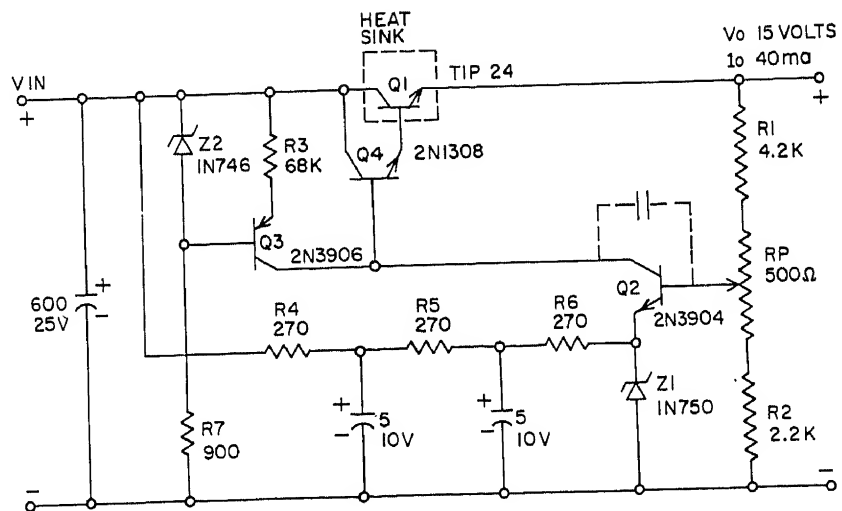 HEAT
SINK
Vo 15 VOLTS
Io 40ma
V IN
+
Q1
TIP 24
+
Z2
IN746
R3
68K
Q4
2N1308
R1
4.2K
Q3
2N3906
RP
500Ω
Q2
2N3904
600
25V
+
-
R4
270
R5
270
R6
270
Z1
IN750
R7
900
+
-
5
10V
+
-
5
10V
R2
2.2K
-
-